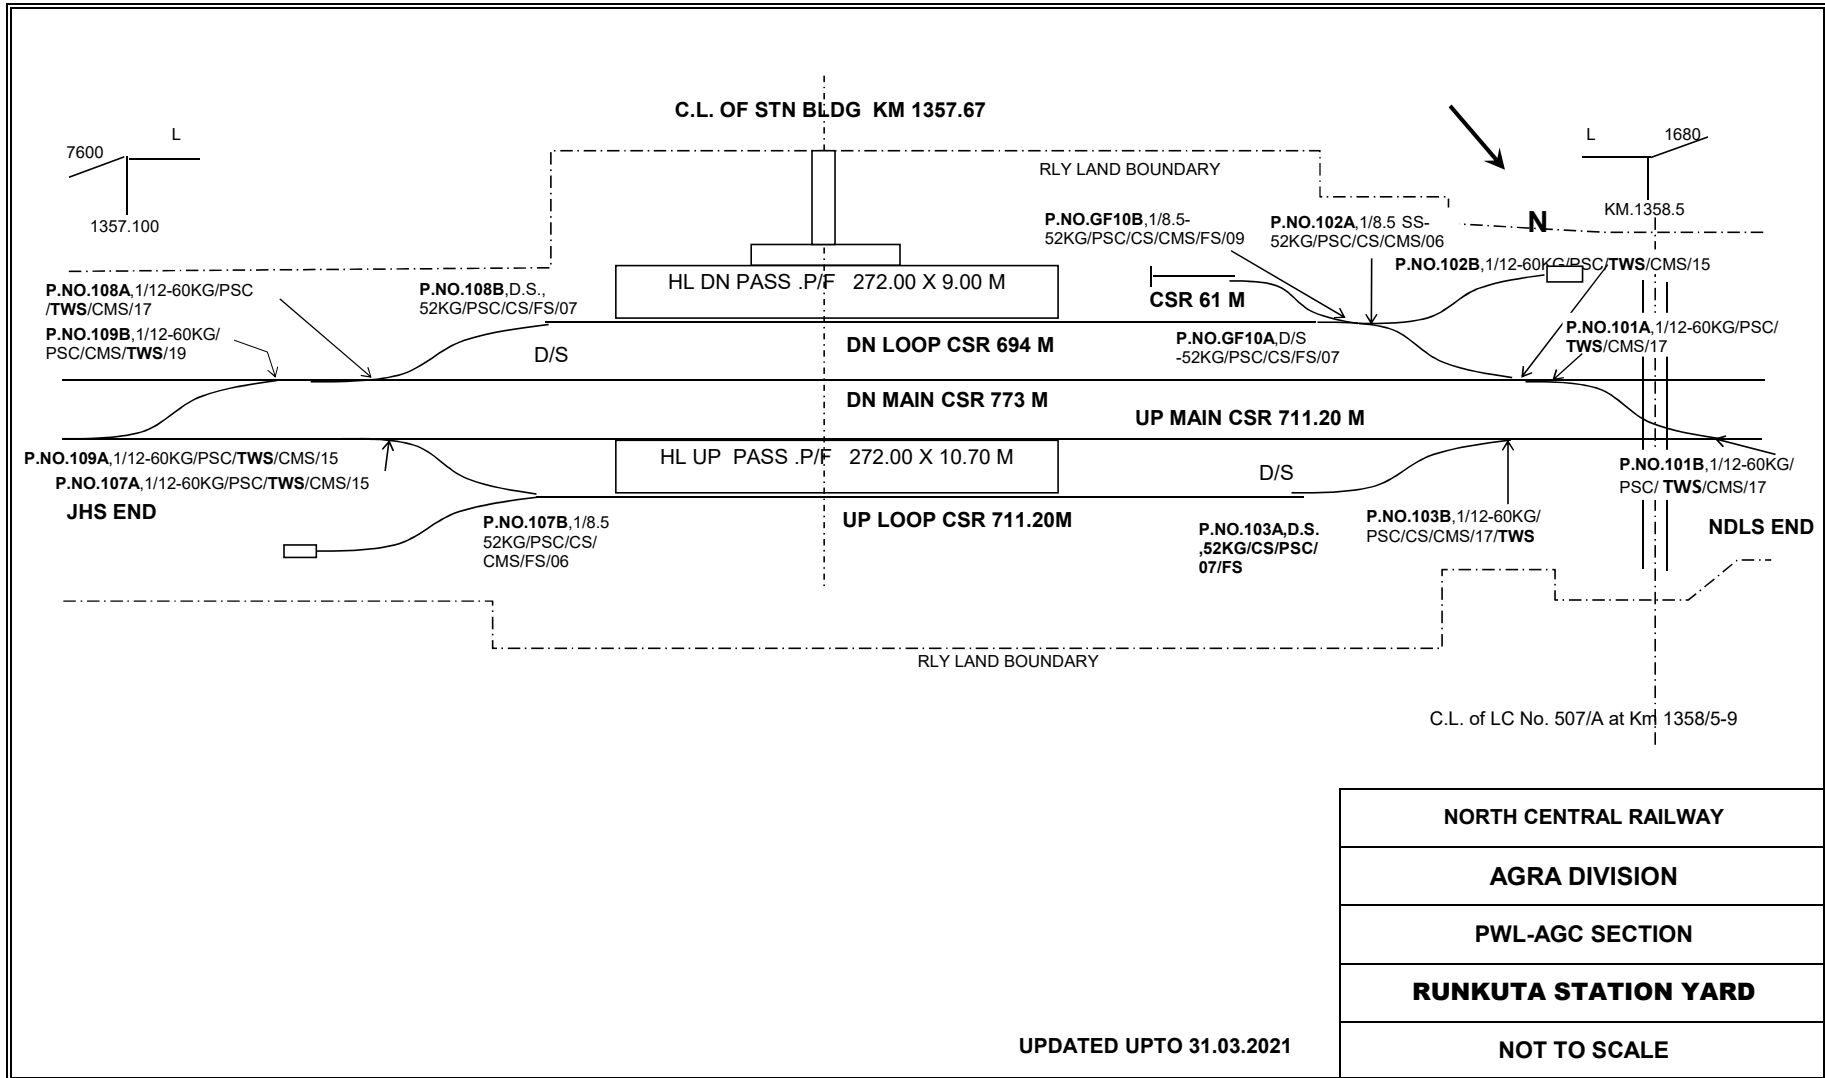 C.L. OF STN BLDG KM 1357.67
L
7600
1357.100
RLY LAND BOUNDARY
L
1680
KM.1358.5
N
P.NO.GF10B,1/8.5-
52KG/PSC/CS/CMS/FS/09
P.NO.102A,1/8.5 SS-
52KG/PSC/CS/CMS/06
P.NO.102B,1/12-60KG/PSC/TWS/CMS/15
P.NO.108A,1/12-60KG/PSC
/TWS/CMS/17
P.NO.108B,D.S.,
52KG/PSC/CS/FS/07
HL DN PASS .P/F 272.00 X 9.00 M
CSR 61 M
P.NO.109B,1/12-60KG/
PSC/CMS/TWS/19
P.NO.101A,1/12-60KG/PSC/
TWS/CMS/17
D/S
DN LOOP CSR 694 M
P.NO.GF10A,D/S
-52KG/PSC/CS/FS/07
DN MAIN CSR 773 M
UP MAIN CSR 711.20 M
P.NO.109A,1/12-60KG/PSC/TWS/CMS/15
P.NO.107A,1/12-60KG/PSC/TWS/CMS/15
HL UP PASS .P/F 272.00 X 10.70 M
D/S
P.NO.101B,1/12-60KG/
PSC/ TWS/CMS/17
JHS END
P.NO.107B,1/8.5
52KG/PSC/CS/
CMS/FS/06
UP LOOP CSR 711.20M
P.NO.103A,D.S.
,52KG/CS/PSC/
07/FS
P.NO.103B,1/12-60KG/
PSC/CS/CMS/17/TWS
NDLS END
RLY LAND BOUNDARY
C.L. of LC No. 507/A at Km 1358/5-9
NORTH CENTRAL RAILWAY
AGRA DIVISION
PWL-AGC SECTION
RUNKUTA STATION YARD
UPDATED UPTO 31.03.2021
NOT TO SCALE